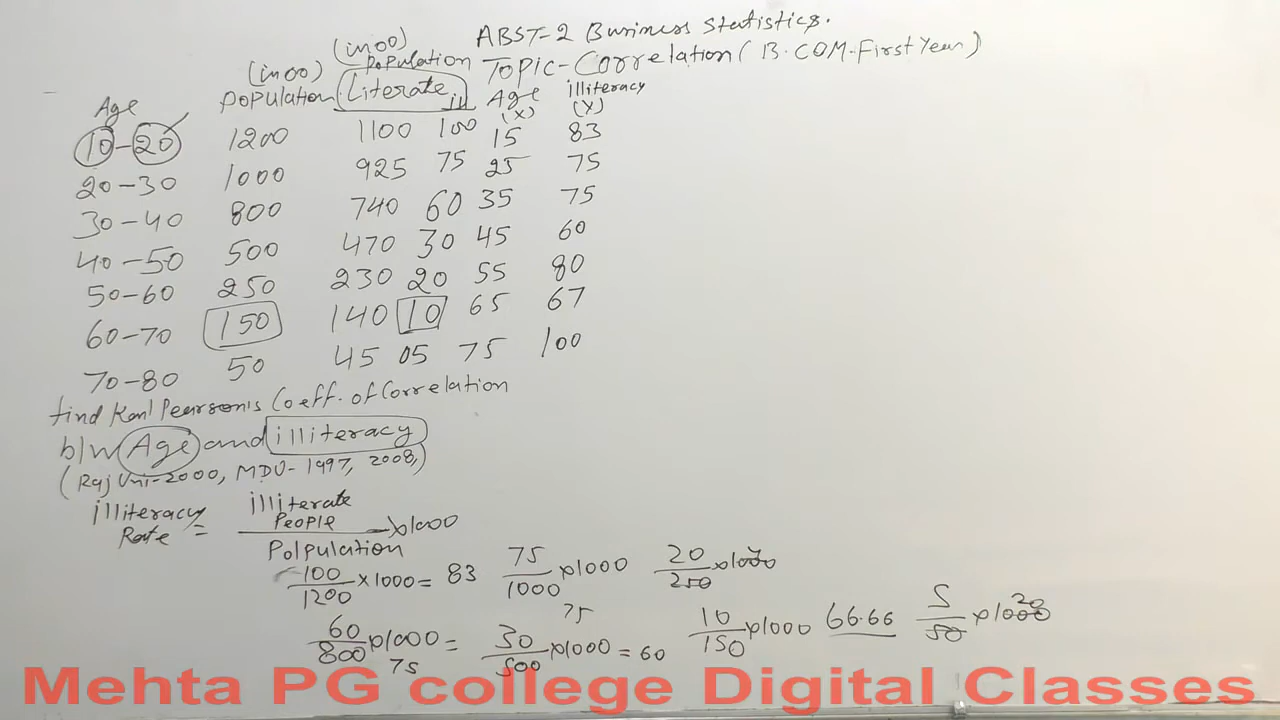 ABST-2 Business Statistics.
Topic-Correlation (B.COM-First Year)
(in00) (in00)
Age Population Population Literate ill Age (X) illiteracy (Y)
10-20 1200 1100 100 15 83
20-30 1000 925 75 25 75
30-40 800 740 60 35 75
40-50 500 470 30 45 60
50-60 250 230 20 55 80
60-70 150 140 10 65 67
70-80 50 45 05 75 100
find Karl Pearson's Coeff. of Correlation
b/w Age and illiteracy
(Raj Uni-2000, MDU-1997, 2008,)
illiteracy Rate = illiterate People / Polpulation x1000
100/1200 x1000= 83 75/1000 x1000 75 20/250 x1000
60/800 x1000= 75 30/500 x1000=60 10/150 x1000 66.66 5/50 x1000 20
Mehta PG college Digital Classes